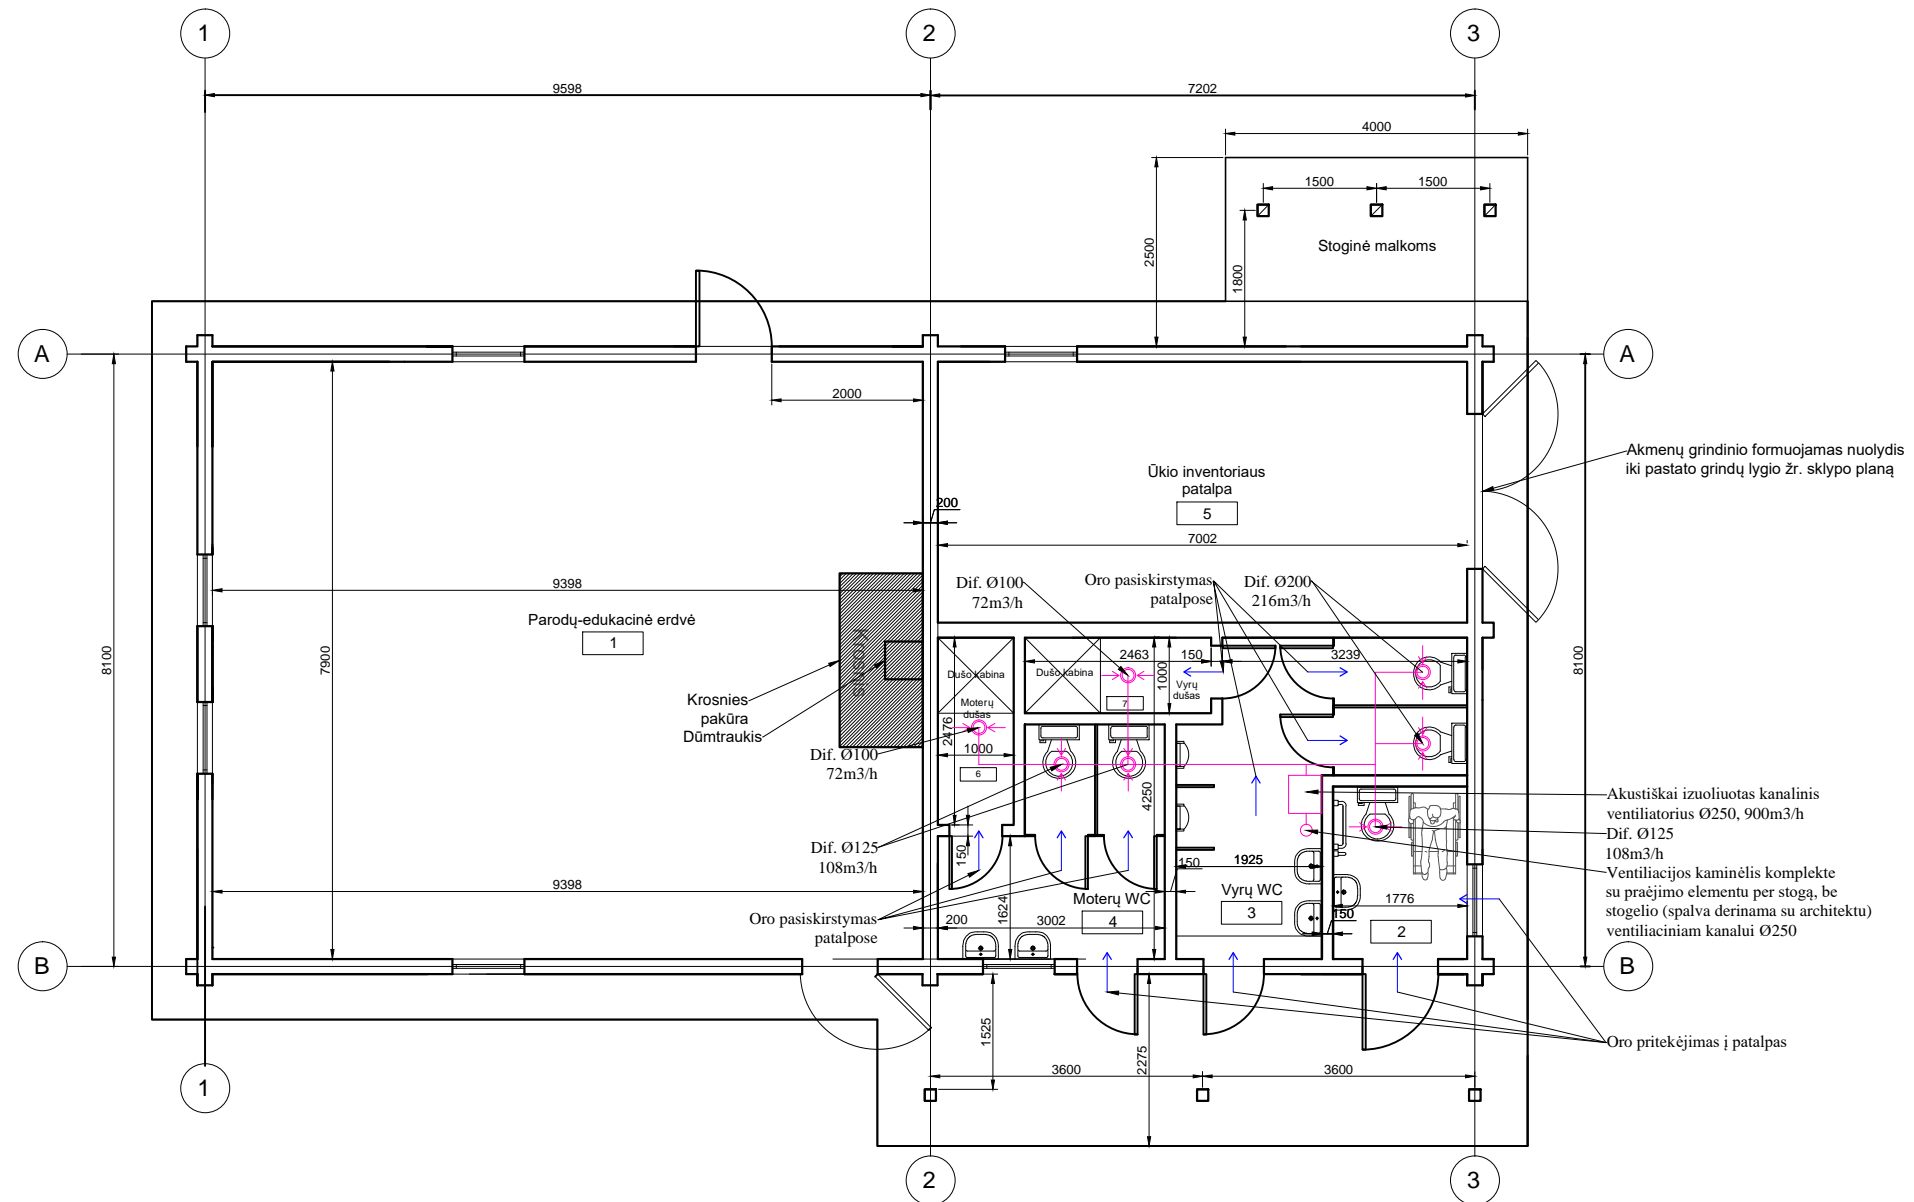 1
2
3
9598
7202
4000
1500
1500
2500
1800
Stoginė malkoms
A
A
2000
Akmenų grindinio formuojamas nuolydis
iki pastato grindų lygio žr. sklypo planą
Ūkio inventoriaus
patalpa
5
200
7002
9398
Dif. Ø100
72m3/h
Oro pasiskirstymas
patalpose
Dif. Ø200
216m3/h
Parodų-edukacinė erdvė
1
8100
7900
8100
Krosnis
Krosnies
pakūra
Dūmtraukis
2463
150
3239
1000
Dušo kabina
Dušo kabina
Vyrų
dušas
7
Moterų
dušas
2476
1000
6
Dif. Ø100
72m3/h
4250
Akustiškai izuoliuotas kanalinis
ventiliatorius Ø250, 900m3/h
Dif. Ø125
108m3/h
Ventiliacijos kaminėlis komplekte
su praėjimo elementu per stogą, be
stogelio (spalva derinama su architektu)
ventiliaciniam kanalui Ø250
Dif. Ø125
108m3/h
150
150
1925
9398
1624
Moterų WC
4
Vyrų WC
3
1776
2
150
Oro pasiskirstymas
patalpose
200
3002
B
B
1525
2275
Oro pritekėjimas į patalpas
3600
3600
1
2
3